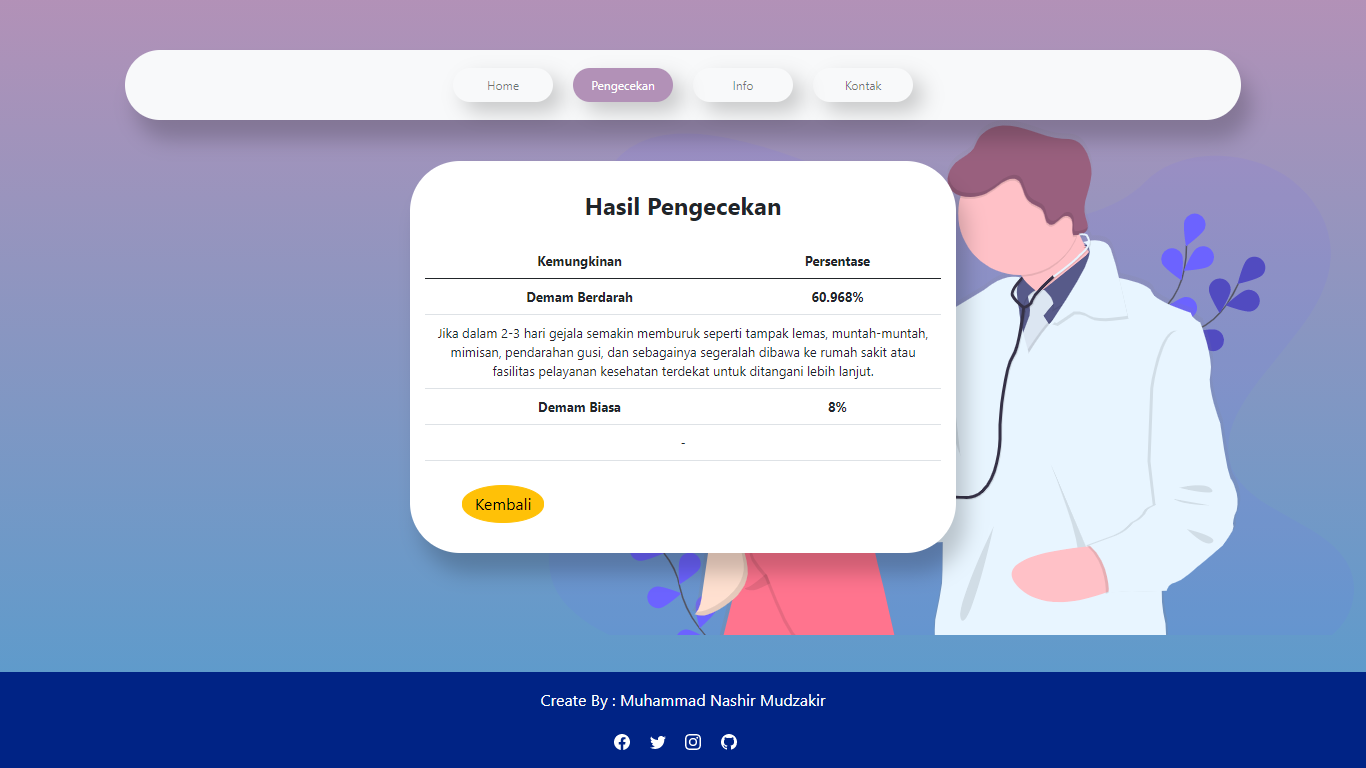 Home
Pengecekan
Info
Kontak
Hasil Pengecekan
Kemungkinan Persentase
Demam Berdarah 60.968%
Jika dalam 2-3 hari gejala semakin memburuk seperti tampak lemas, muntah-muntah,
mimisan, pendarahan gusi, dan sebagainya segeralah dibawa ke rumah sakit atau
fasilitas pelayanan kesehatan terdekat untuk ditangani lebih lanjut.
Demam Biasa 8%
-
Kembali
Create By : Muhammad Nashir Mudzakir